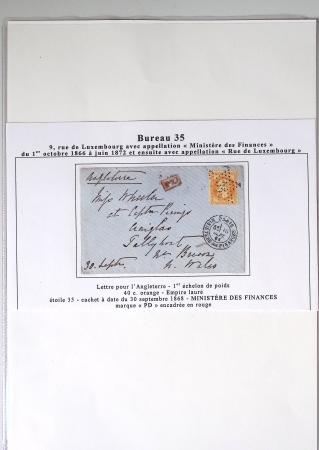 Bureau 35
9, rue de Luxembourg avec appellation « Ministère des Finances »
du 1er octobre 1866 à juin 1872 et ensuite avec appellation « Rue de Luxembourg »
Angleterre
PD
Miss Wheeler
at Captn
30. Septr.
N. Wales
Lettre pour l'Angleterre - 1er échelon de poids
40 c. orange - Empire lauré
étoile 35 - cachet à date du 30 septembre 1868 - MINISTÈRE DES FINANCES
marque « PD » encadrée en rouge